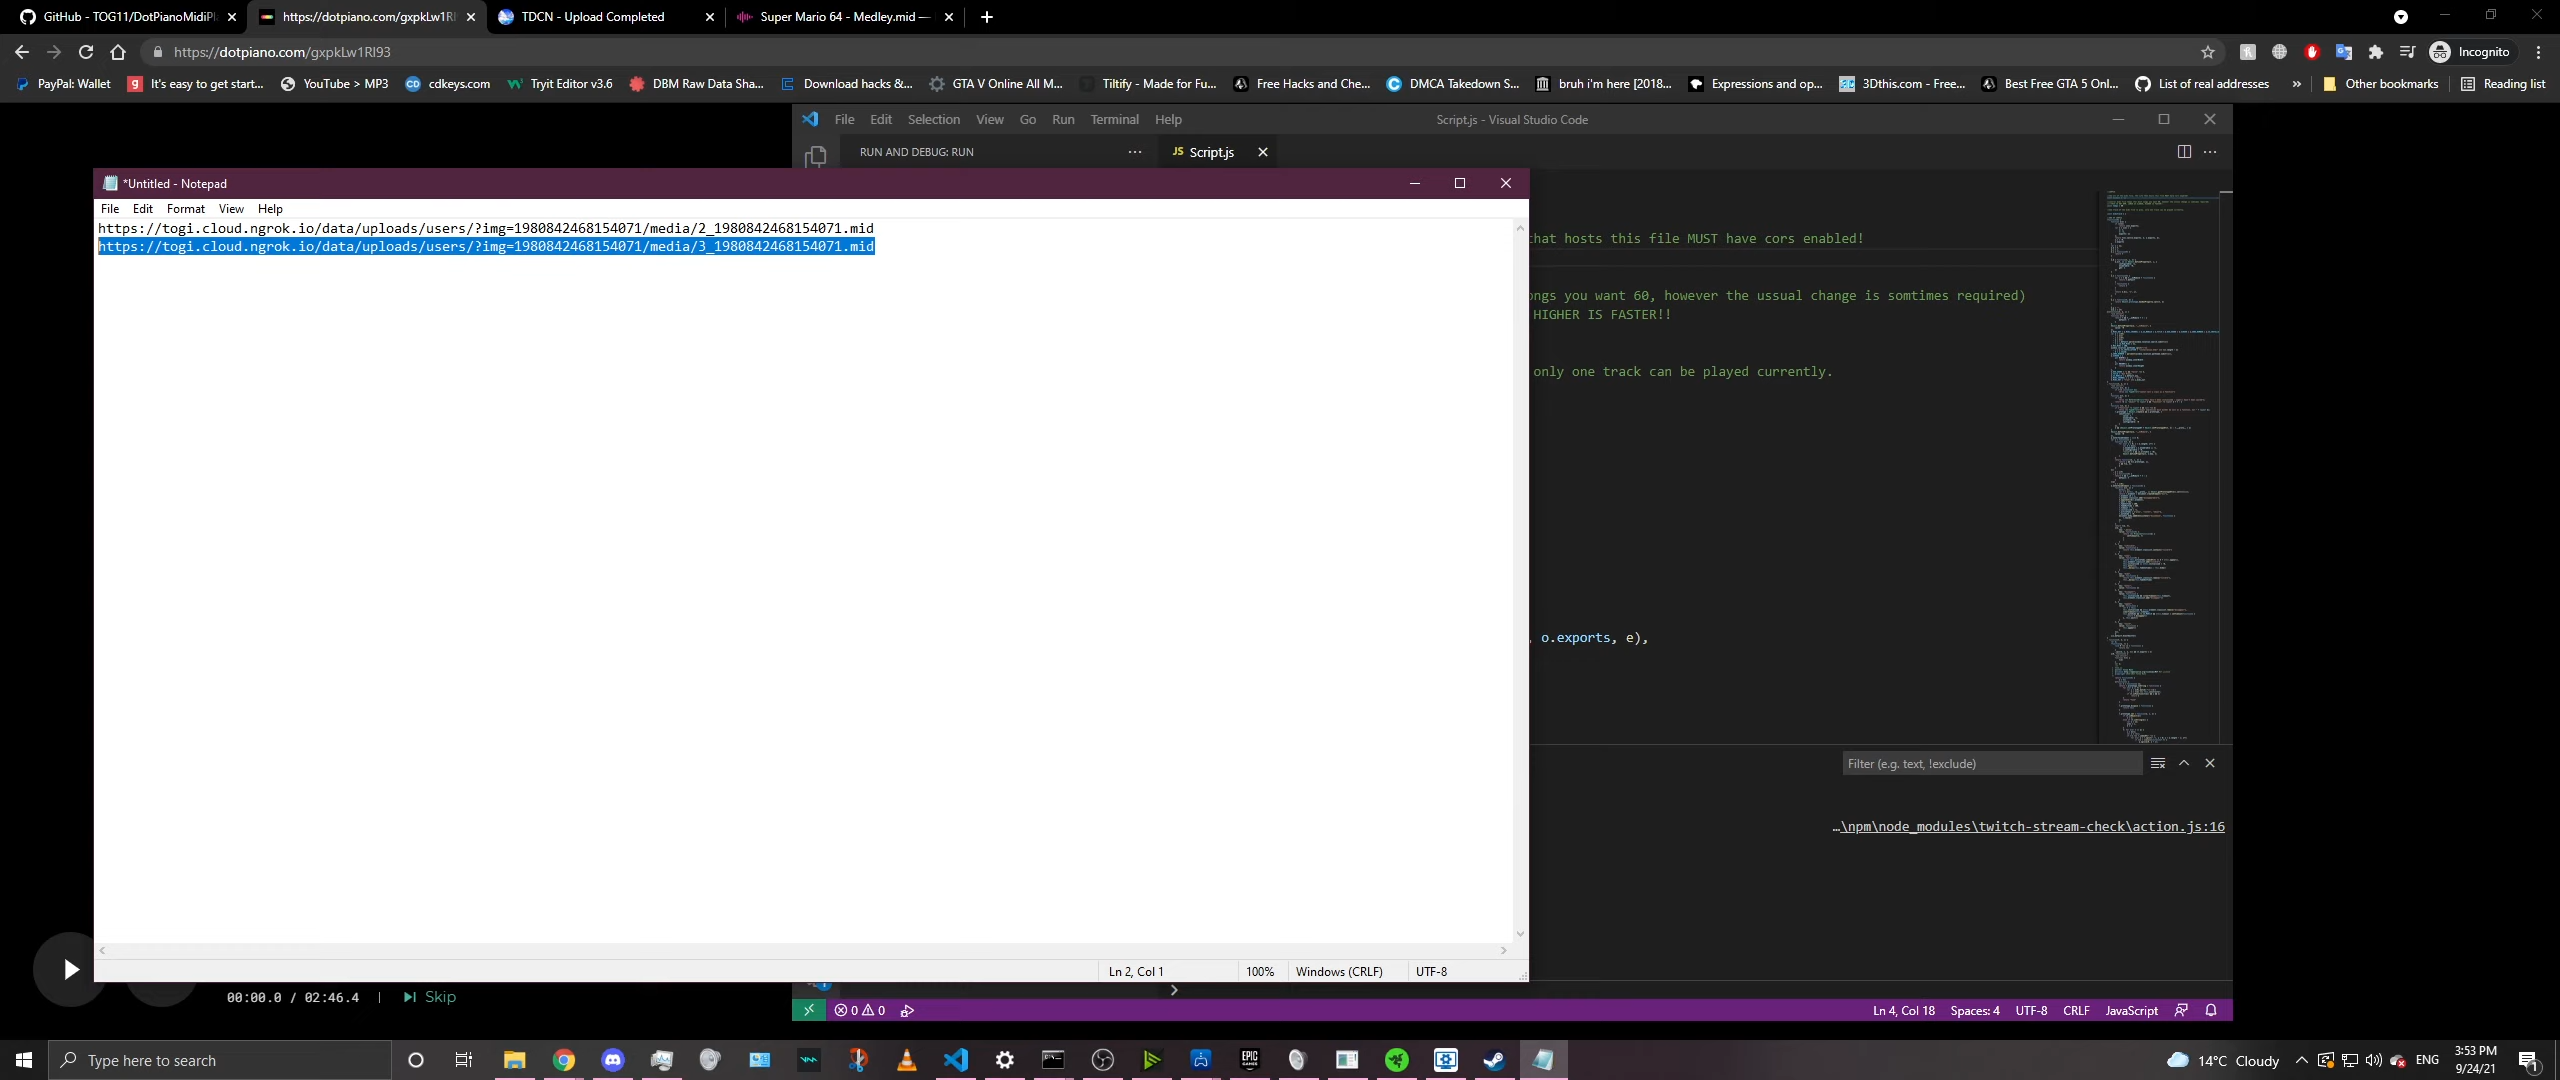 GitHub - TOG11/DotPianoMidiPl
https://dotpiano.com/gxpkLw1Rl
TDCN - Upload Completed
Super Mario 64 - Medley.mid —
https://dotpiano.com/gxpkLw1RI93
Incognito
PayPal: Wallet
It's easy to get start...
YouTube > MP3
cdkeys.com
Tryit Editor v3.6
DBM Raw Data Sha...
Download hacks &...
GTA V Online All M...
Tiltify - Made for Fu...
Free Hacks and Che...
DMCA Takedown S...
bruh i'm here [2018...
Expressions and op...
3Dthis.com - Free...
Best Free GTA 5 Onl...
List of real addresses
Other bookmarks
Reading list
File Edit Selection View Go Run Terminal Help
Script.js - Visual Studio Code
RUN AND DEBUG: RUN
JS Script.js
*Untitled - Notepad
File Edit Format View Help
https://togi.cloud.ngrok.io/data/uploads/users/?img=1980842468154071/media/2_1980842468154071.mid
https://togi.cloud.ngrok.io/data/uploads/users/?img=1980842468154071/media/3_1980842468154071.mid
that hosts this file MUST have cors enabled!
ongs you want 60, however the ussual change is somtimes required)
HIGHER IS FASTER!!
only one track can be played currently.
, o.exports, e),
Filter (e.g. text, !exclude)
…\npm\node_modules\twitch-stream-check\action.js:16
Ln 2, Col 1
100%
Windows (CRLF)
UTF-8
00:00.0 / 02:46.4 | Skip
0 0
Ln 4, Col 18
Spaces: 4
UTF-8
CRLF
JavaScript
Type here to search
EPIC GAMES
14°C Cloudy
ENG
3:53 PM
9/24/21
1